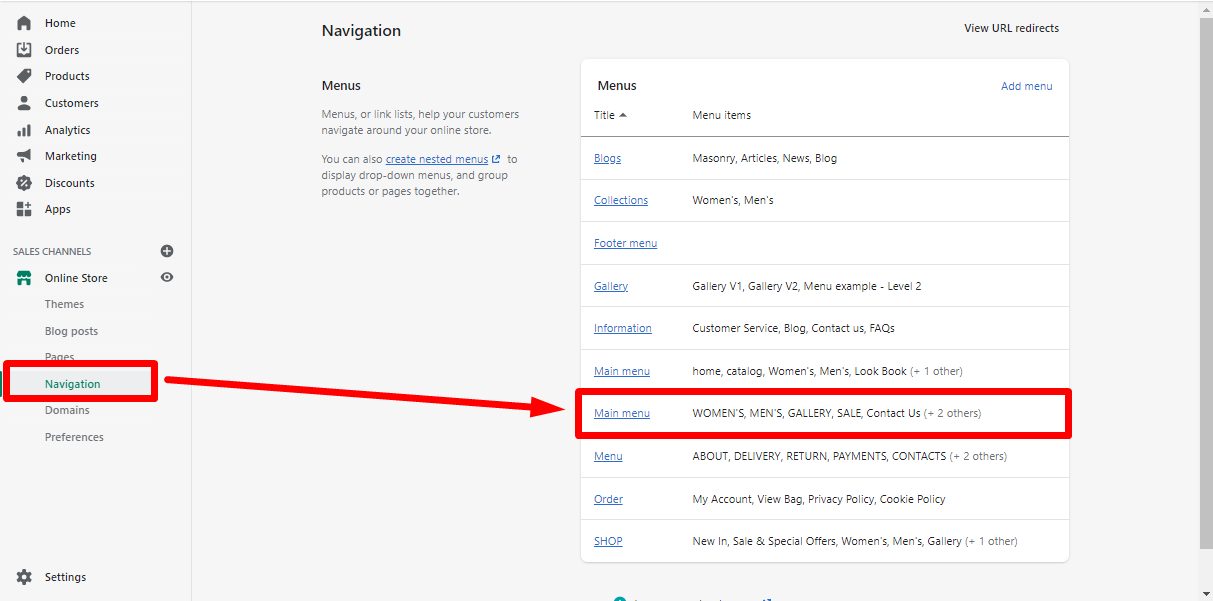 Home
Orders
Products
Customers
Analytics
Marketing
Discounts
Apps
SALES CHANNELS
Online Store
Themes
Blog posts
Pages
Navigation
Domains
Preferences
Settings
Navigation
View URL redirects
Menus
Menus, or link lists, help your customers
navigate around your online store.
You can also create nested menus to
display drop-down menus, and group
products or pages together.
Menus
Add menu
Title Menu items
Blogs Masonry, Articles, News, Blog
Collections Women's, Men's
Footer menu
Gallery Gallery V1, Gallery V2, Menu example - Level 2
Information Customer Service, Blog, Contact us, FAQs
Main menu home, catalog, Women's, Men's, Look Book (+ 1 other)
Main menu WOMEN'S, MEN'S, GALLERY, SALE, Contact Us (+ 2 others)
Menu ABOUT, DELIVERY, RETURN, PAYMENTS, CONTACTS (+ 2 others)
Order My Account, View Bag, Privacy Policy, Cookie Policy
SHOP New In, Sale & Special Offers, Women's, Men's, Gallery (+ 1 other)